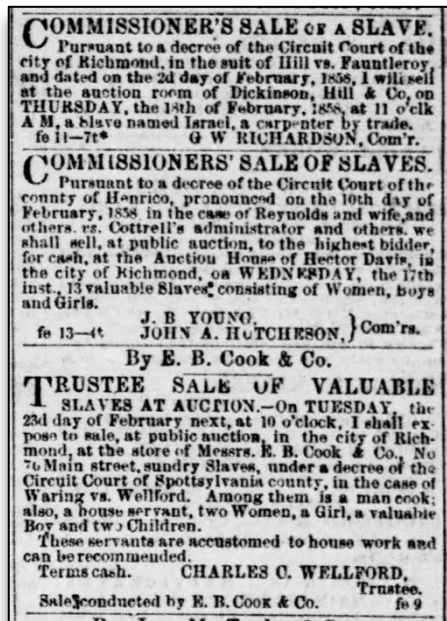 COMMISSIONER'S SALE OF A SLAVE.
Pursuant to a decree of the Circuit Court of the
city of Richmond, in the suit of Hill vs. Fauntleroy,
and dated on the 2d day of February, 1858, I will sell
at the auction room of Dickinson, Hill & Co, on
THURSDAY, the 18th of February, 1858, at 11 o'clk
A M, a Slave named Israel, a carpenter by trade.
fe 11—7t* G W RICHARDSON, Com'r.
COMMISSIONERS' SALE OF SLAVES.
Pursuant to a decree of the Circuit Court of the
county of Henrico, pronounced on the 10th day of
February, 1858 in the case of Reynolds and wife, and
others. vs. Cottrell's administrator and others. we
shall sell, at public auction, to the highest bidder,
for cash, at the Auction House of Hector Davis, in
the city of Richmond, on WEDNESDAY, the 17th
inst., 13 valuable Slaves, consisting of Women, boys
and Girls.
J. B YOUNG,
fe 13—4t JOHN A. HUTCHESON, } Com'rs.
By E. B. Cook & Co.
TRUSTEE SALE OF VALUABLE
SLAVES AT AUCTION.—On TUESDAY, the
23d day of February next, at 10 o'clock, I shall ex
pose to sale, at public auction, in the city of Rich-
mond, at the store of Messrs. E. B. Cook & Co., No
76 Main street, sundry Slaves, under a decree of the
Circuit Court of Spottsylvania county, in the case of
Waring vs. Wellford. Among them is a man cook;
also, a house servant, two Women, a Girl, a valuable
Boy and two Children.
These servants are accustomed to house work and
can be recommended.
Terms cash. CHARLES C. WELLFORD,
Trustee.
Sale conducted by E. B. Cook & Co. fe 9